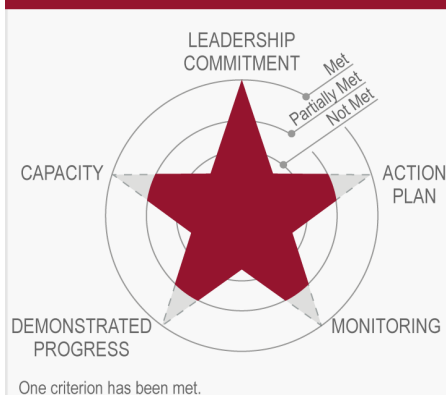 LEADERSHIP
COMMITMENT
Met
Partially Met
Not Met
CAPACITY
ACTION
PLAN
DEMONSTRATED
PROGRESS
MONITORING
One criterion has been met.